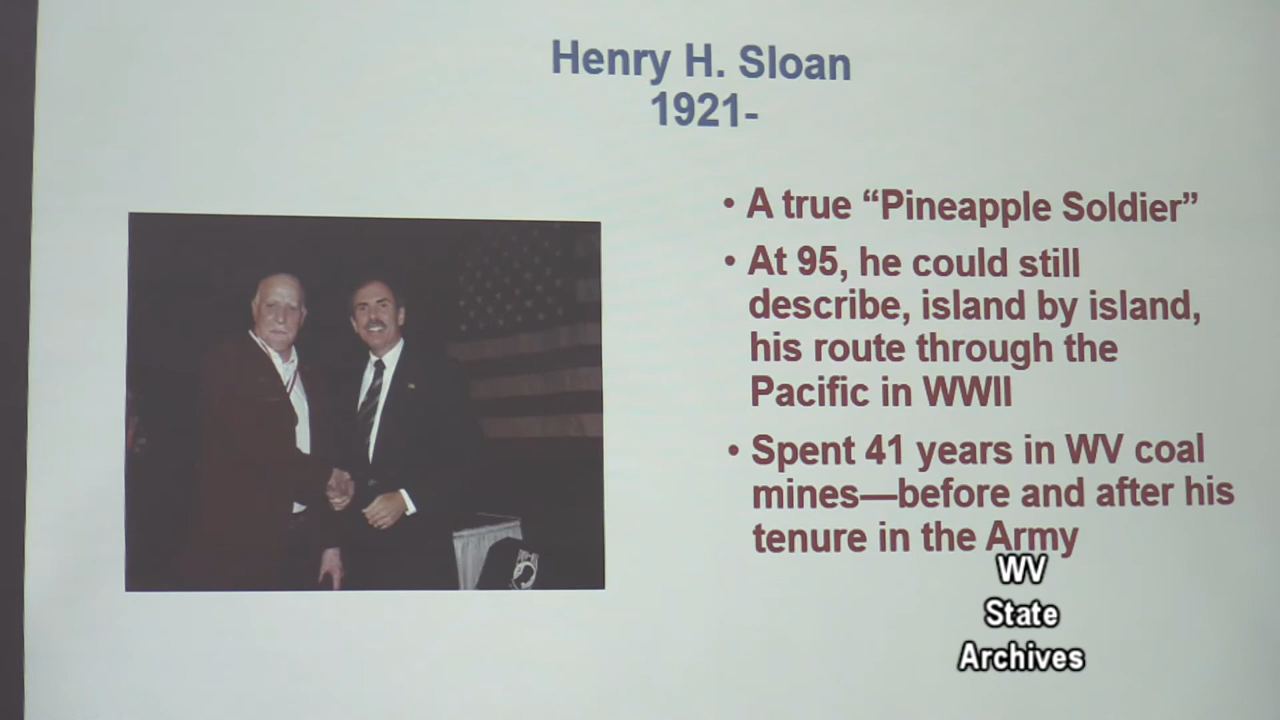 Henry H. Sloan
1921-
• A true “Pineapple Soldier”
• At 95, he could still
describe, island by island,
his route through the
Pacific in WWII
• Spent 41 years in WV coal
mines—before and after his
tenure in the Army
WV
State
Archives